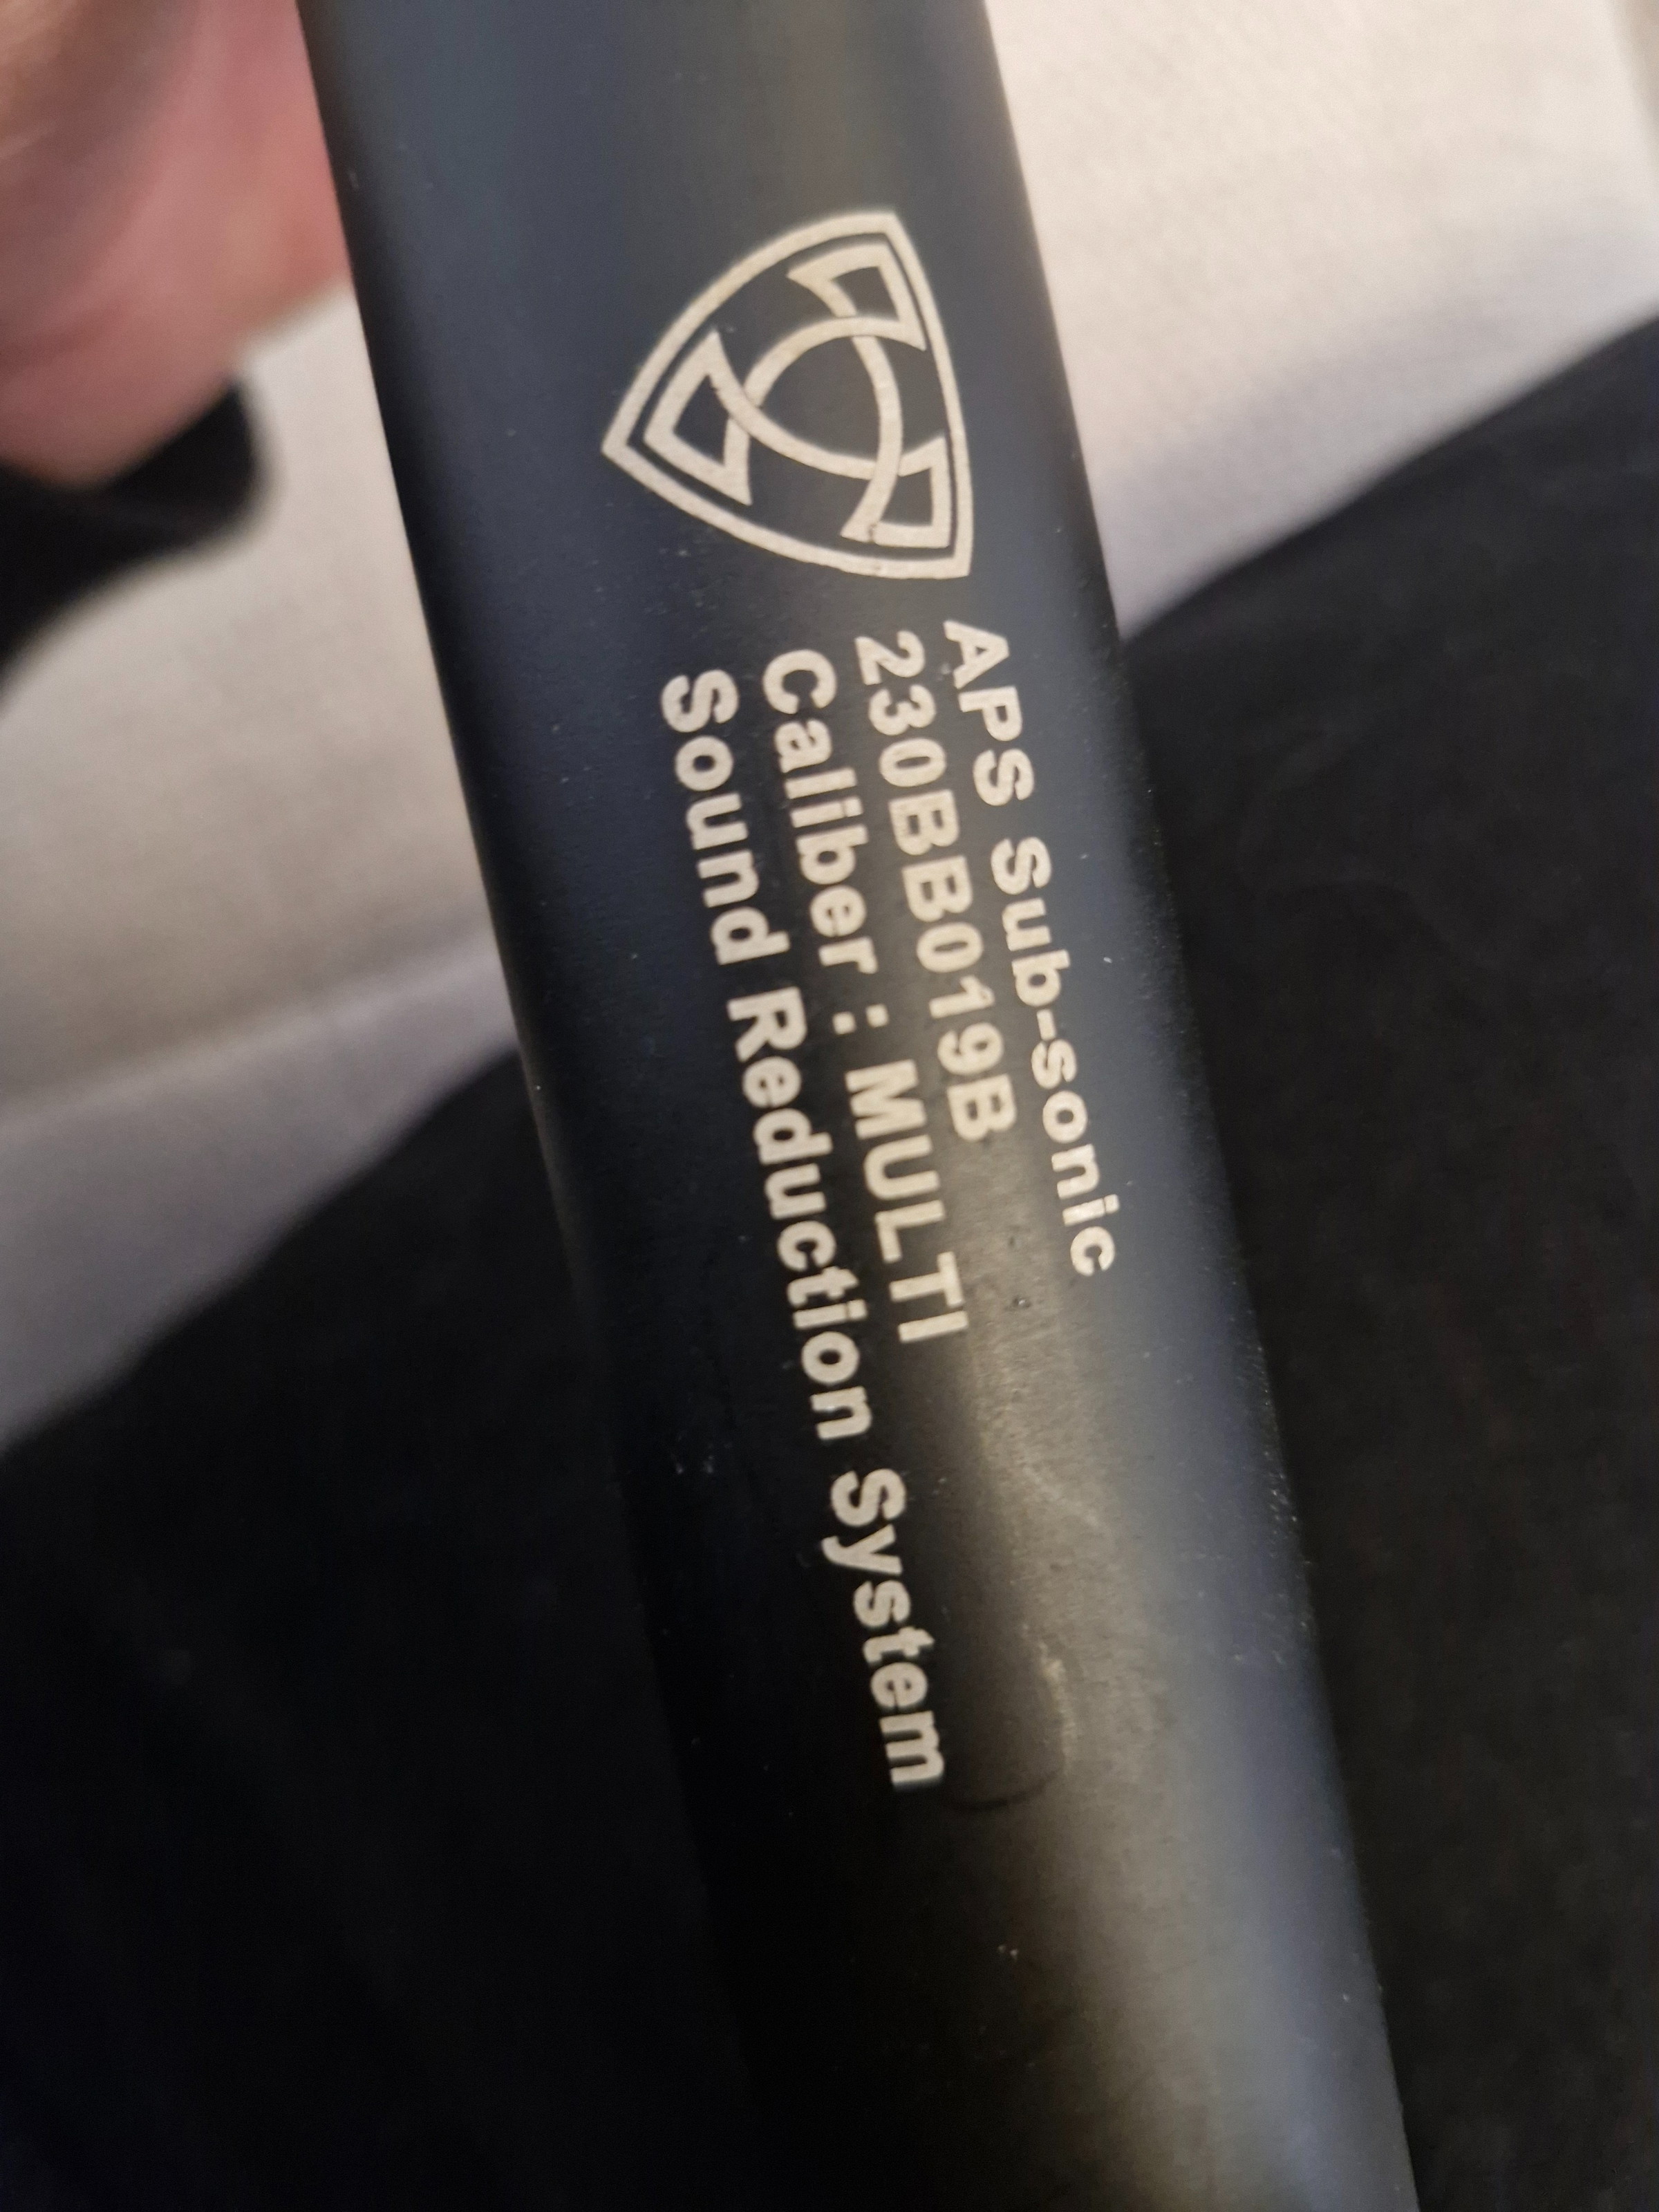 APS Sub-sonic
230BB019B
Caliber : MULTI
Sound Reduction System